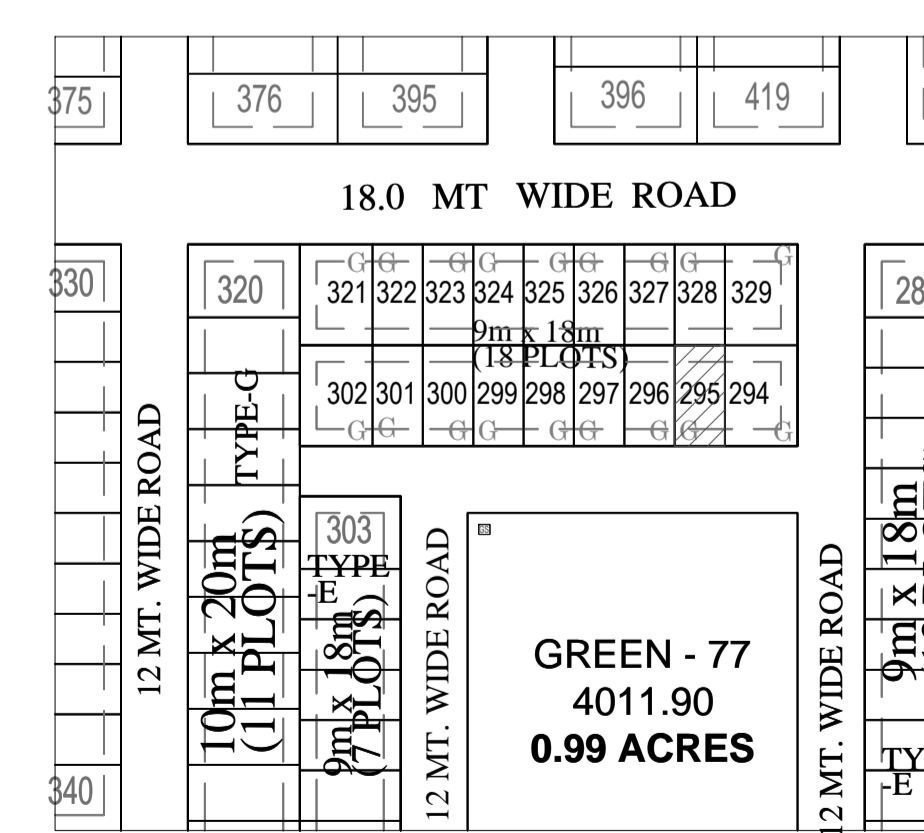 375
376
395
396
419
18.0 MT WIDE ROAD
330
320
G G G G G G G G G
321 322 323 324 325 326 327 328 329
28
9m x 18m
(18 PLOTS)
302 301 300 299 298 297 296 295 294
G C G G G G G G G
TYPE-G
10m x 20m
(11 PLOTS)
12 MT. WIDE ROAD
303
TYPE
-E
9m x 18m
(7 PLOTS)
12 MT. WIDE ROAD
GREEN - 77
4011.90
0.99 ACRES
12 MT. WIDE ROAD
9m x 18m
TY
-E
340